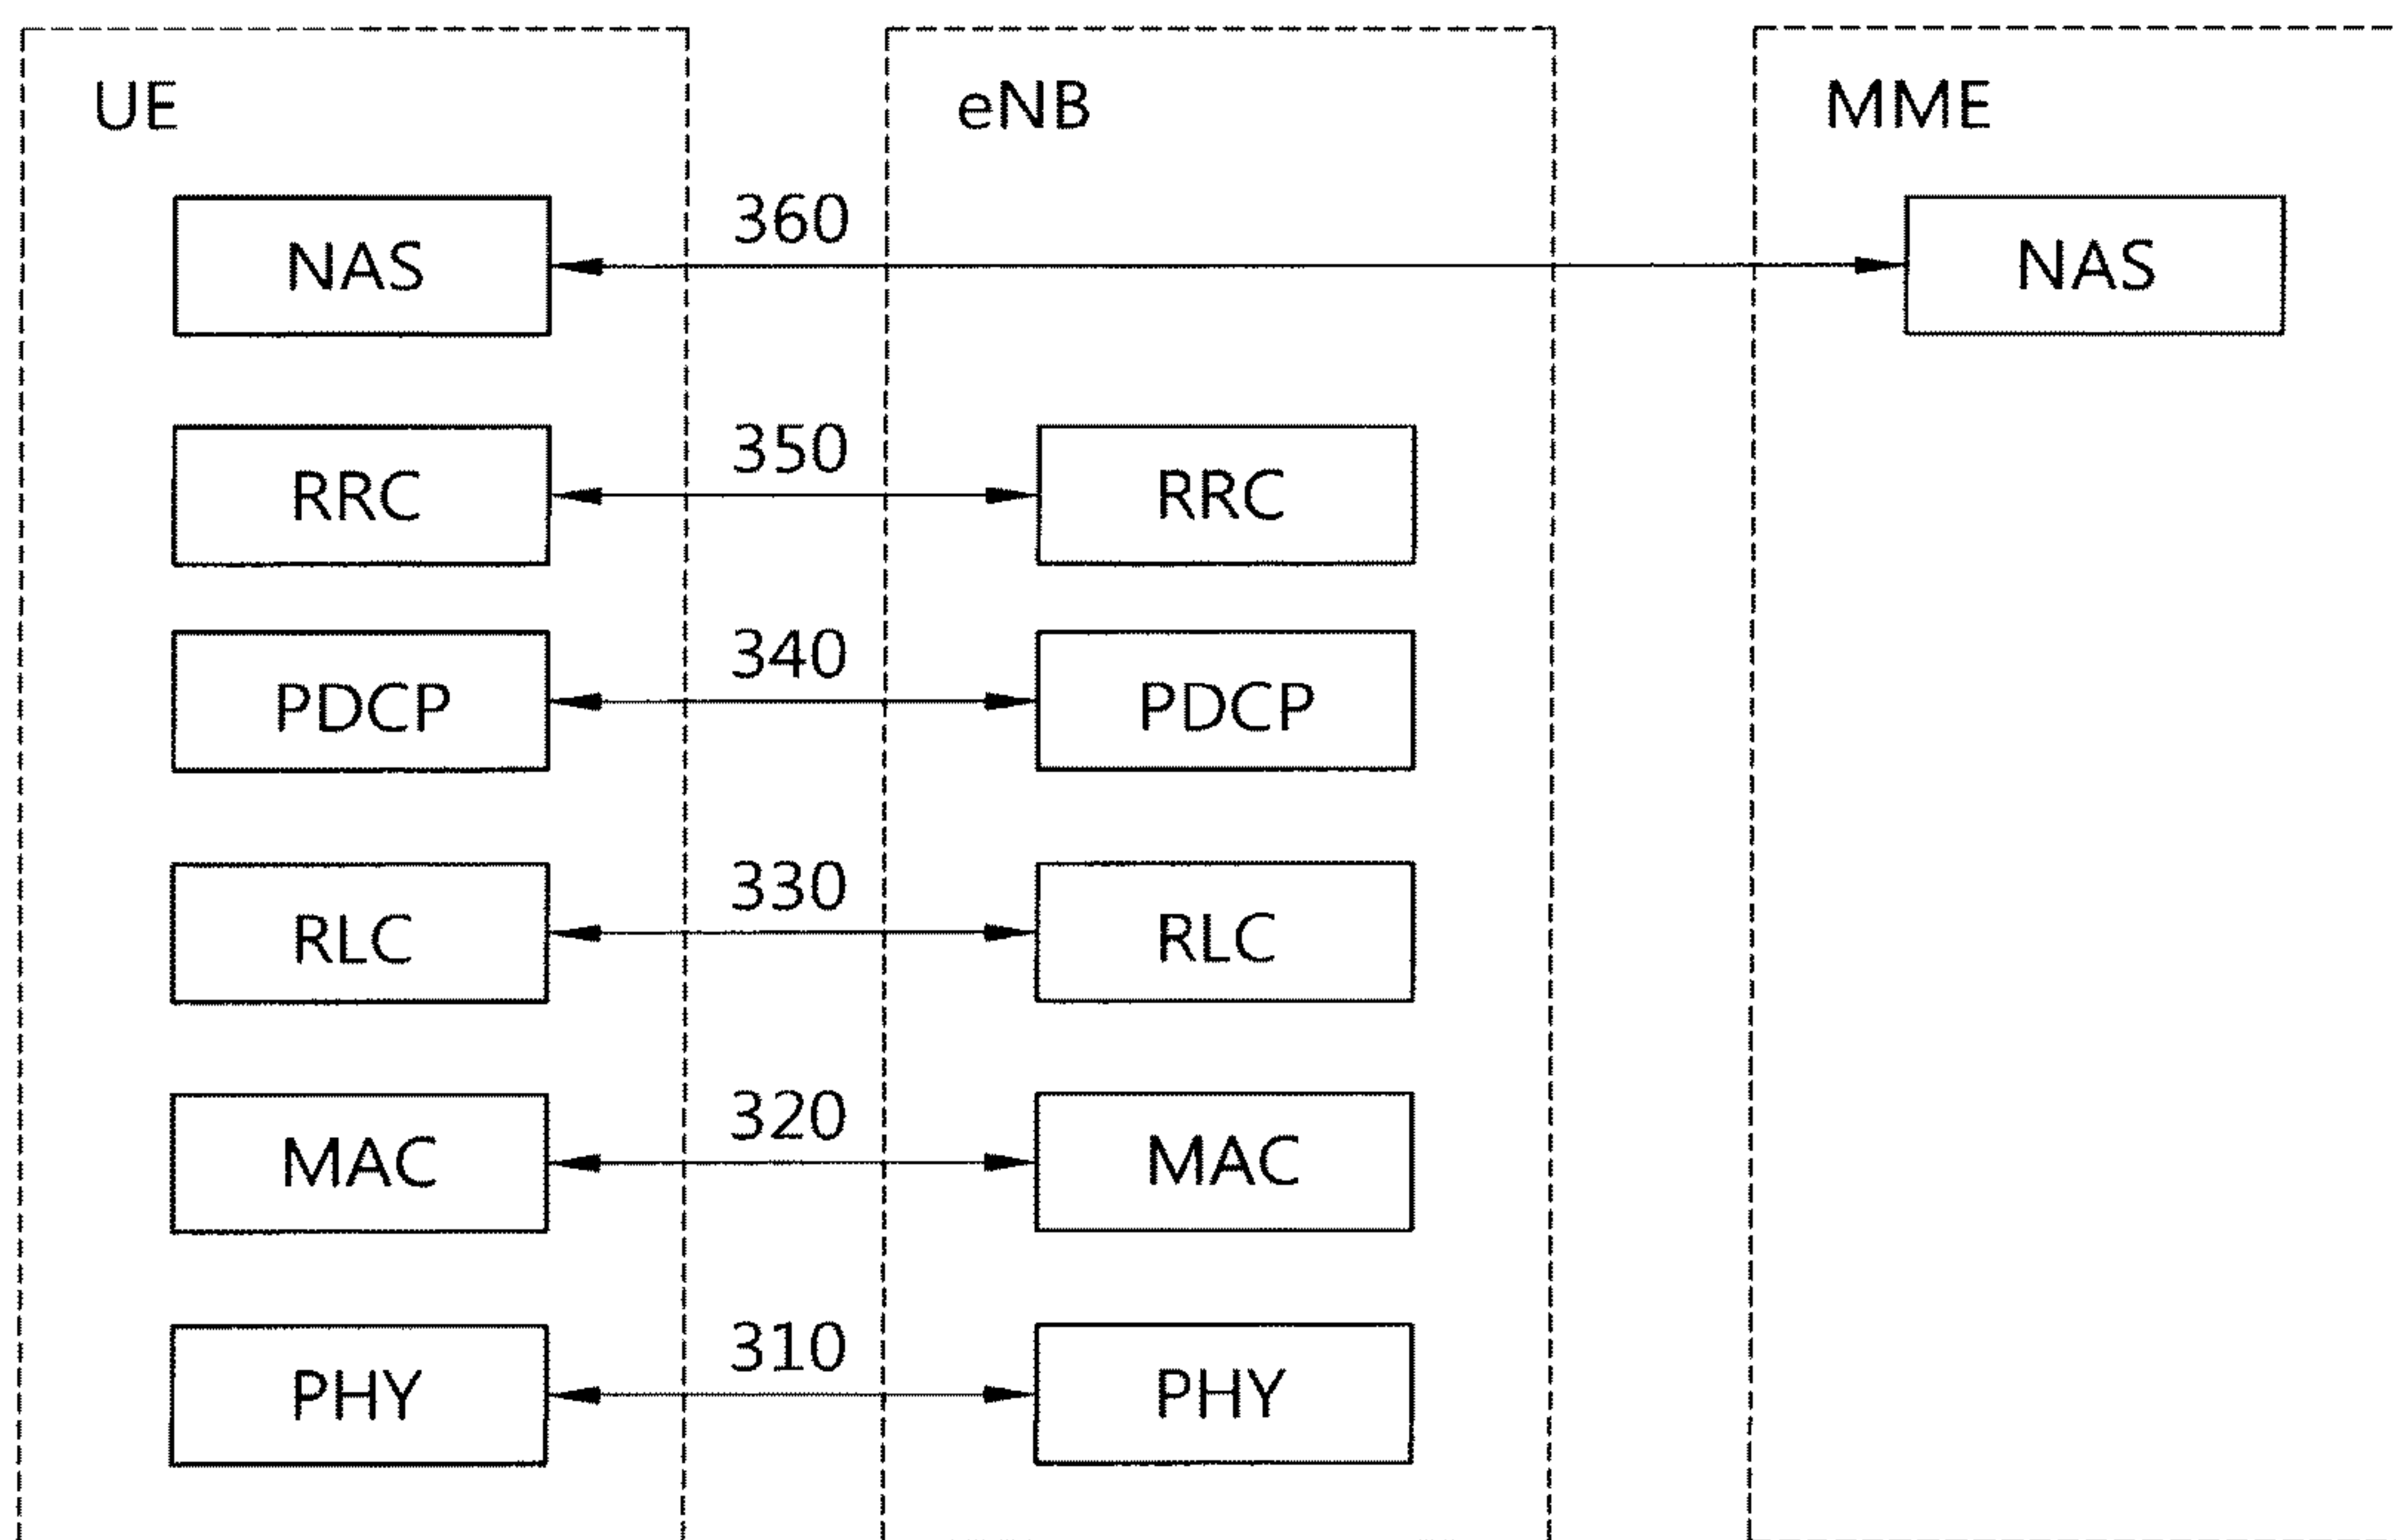 UE eNB MME
360
NAS NAS
350
RRC RRC
340
PDCP PDCP
330
RLC RLC
320
MAC MAC
310
PHY PHY